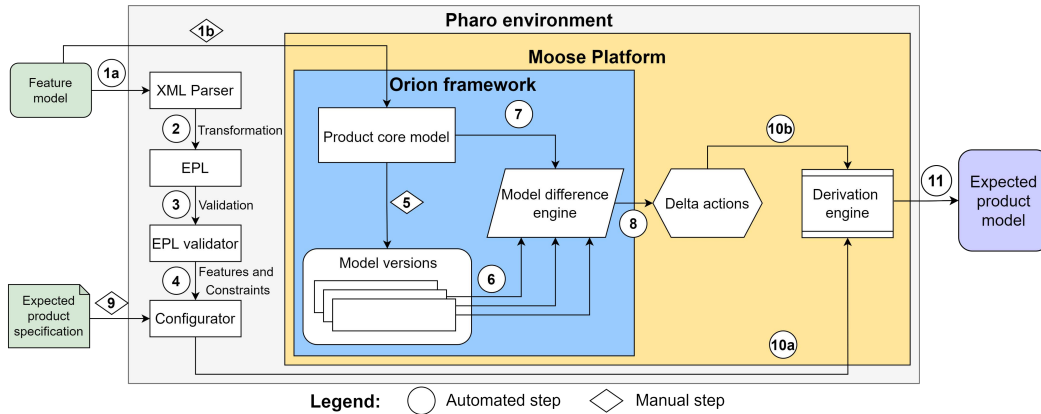 Pharo environment
1b
Moose Platform
Feature
model
1a
XML Parser
Orion framework
2
Transformation
Product core model
7
10b
EPL
3
Validation
5
Model difference
engine
8
Delta actions
Derivation
engine
11
Expected
product
model
EPL validator
4
Features and
Constraints
Model versions
6
Expected
product
specification
9
Configurator
10a
Legend:
Automated step
Manual step